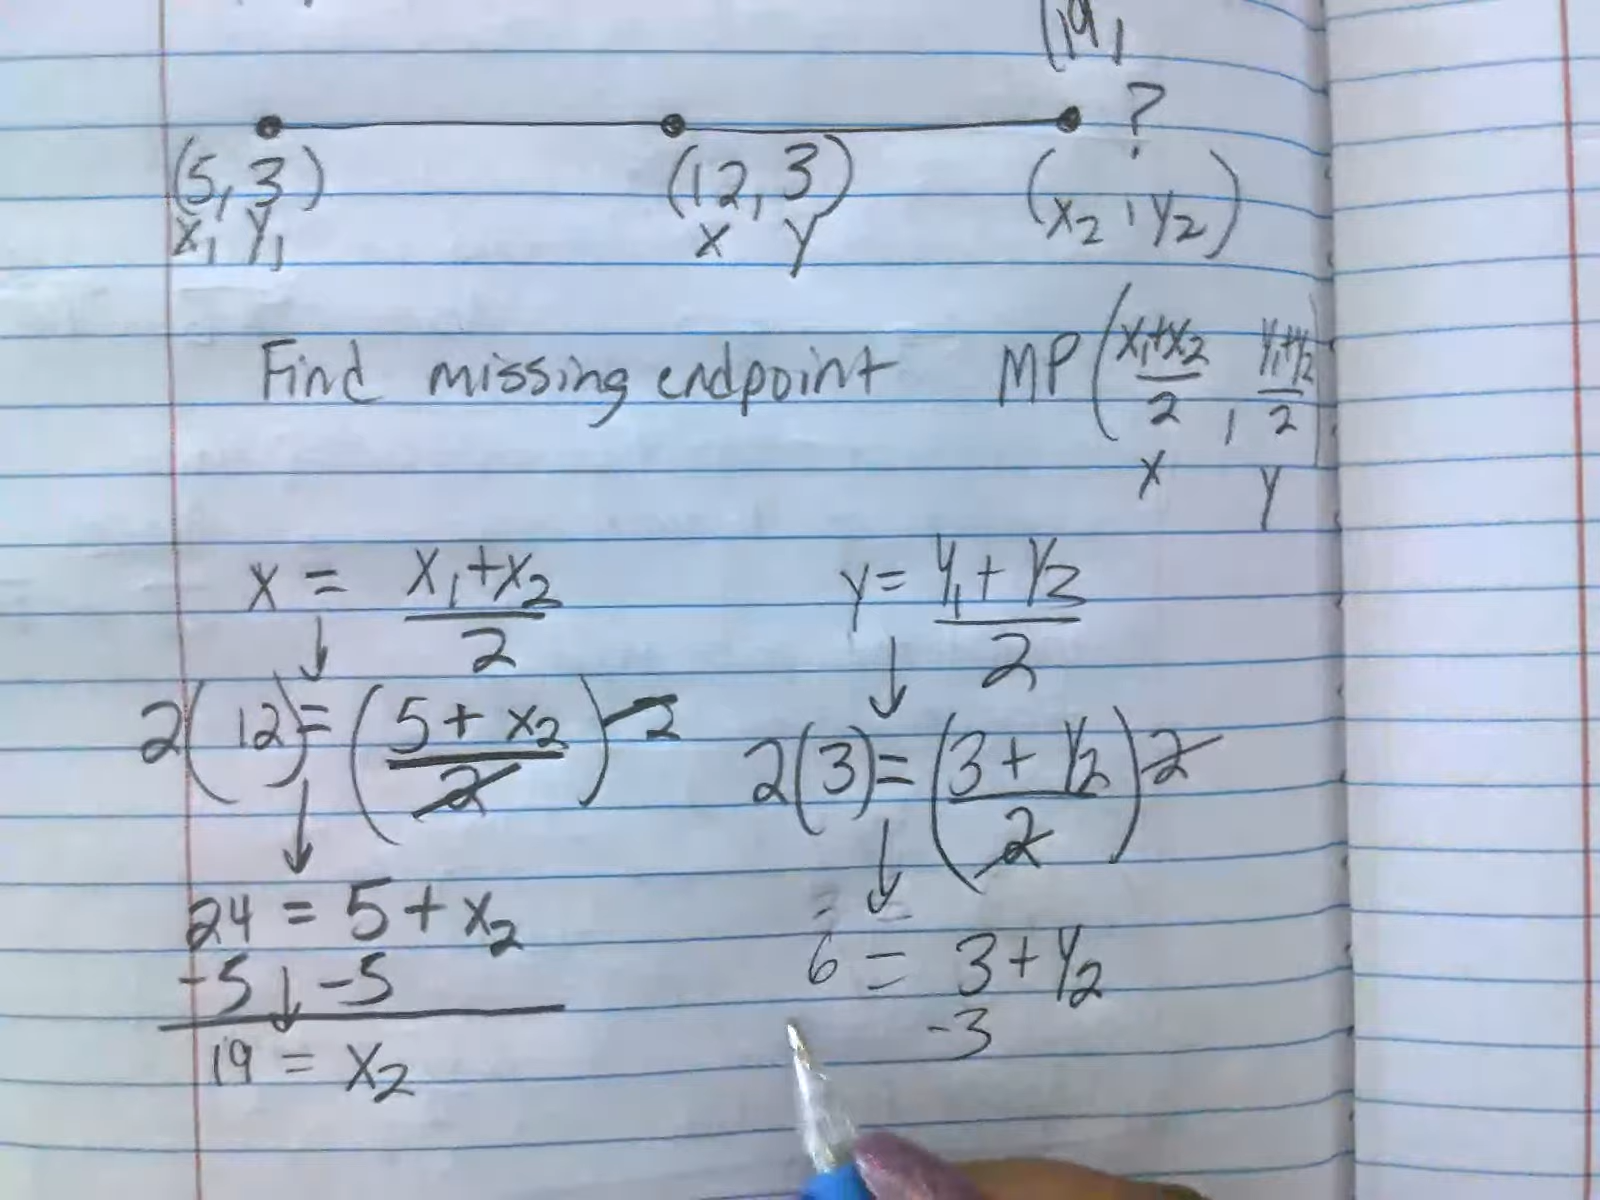 (19,
?
(5, 3) (12, 3) (x₂, y₂)
x₁, y₁ x y
Find missing endpoint MP (x₁+x₂/2, y₁+y₂/2)
x y
x = x₁+x₂/2 y = y₁+y₂/2
2(12) = (5+x₂/2)2 2(3) = (3+y₂/2)2
24 = 5+x₂ 6 = 3+y₂
-5 -5 -3
19 = x₂